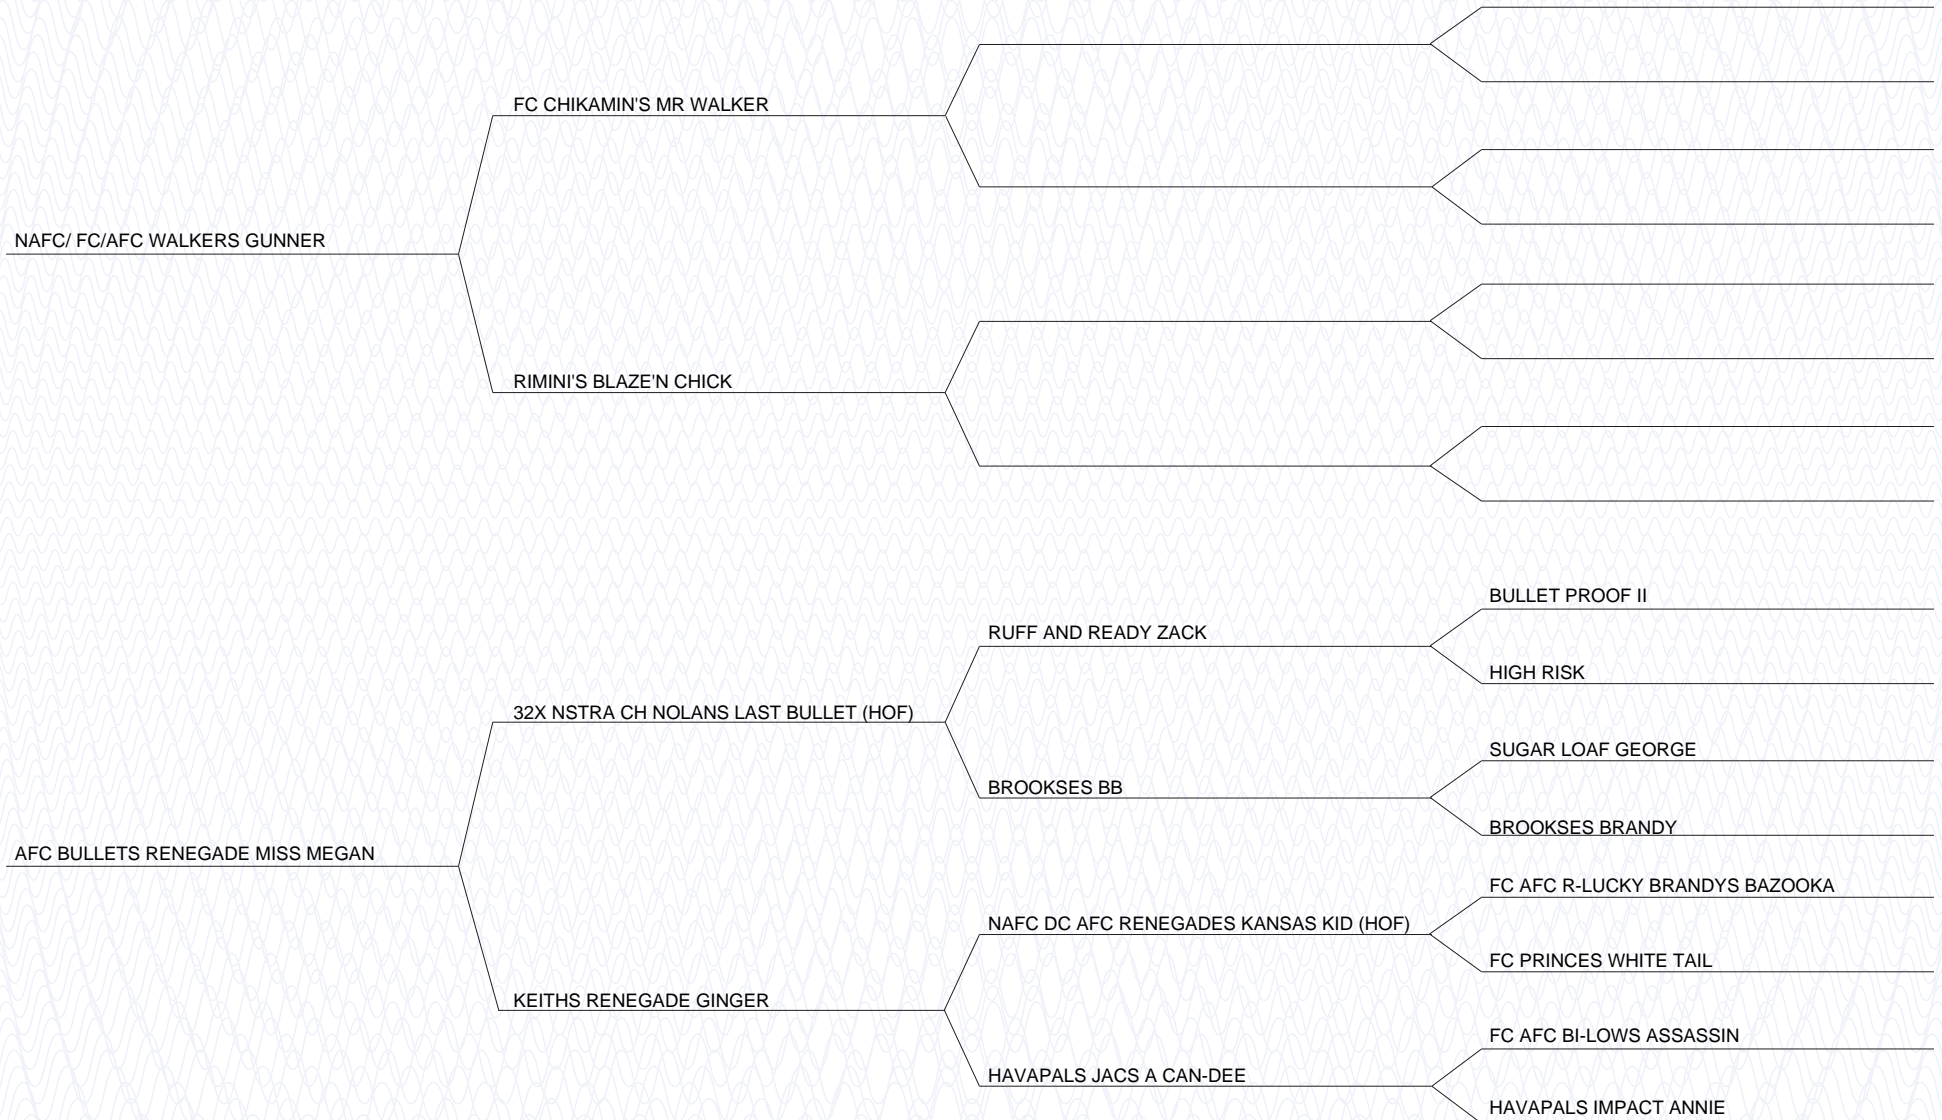 FC CHIKAMIN'S MR WALKER
NAFC/ FC/AFC WALKERS GUNNER
RIMINI'S BLAZE'N CHICK
BULLET PROOF II
RUFF AND READY ZACK
HIGH RISK
32X NSTRA CH NOLANS LAST BULLET (HOF)
SUGAR LOAF GEORGE
BROOKSES BB
BROOKSES BRANDY
AFC BULLETS RENEGADE MISS MEGAN
FC AFC R-LUCKY BRANDYS BAZOOKA
NAFC DC AFC RENEGADES KANSAS KID (HOF)
FC PRINCES WHITE TAIL
KEITHS RENEGADE GINGER
FC AFC BI-LOWS ASSASSIN
HAVAPALS JACS A CAN-DEE
HAVAPALS IMPACT ANNIE